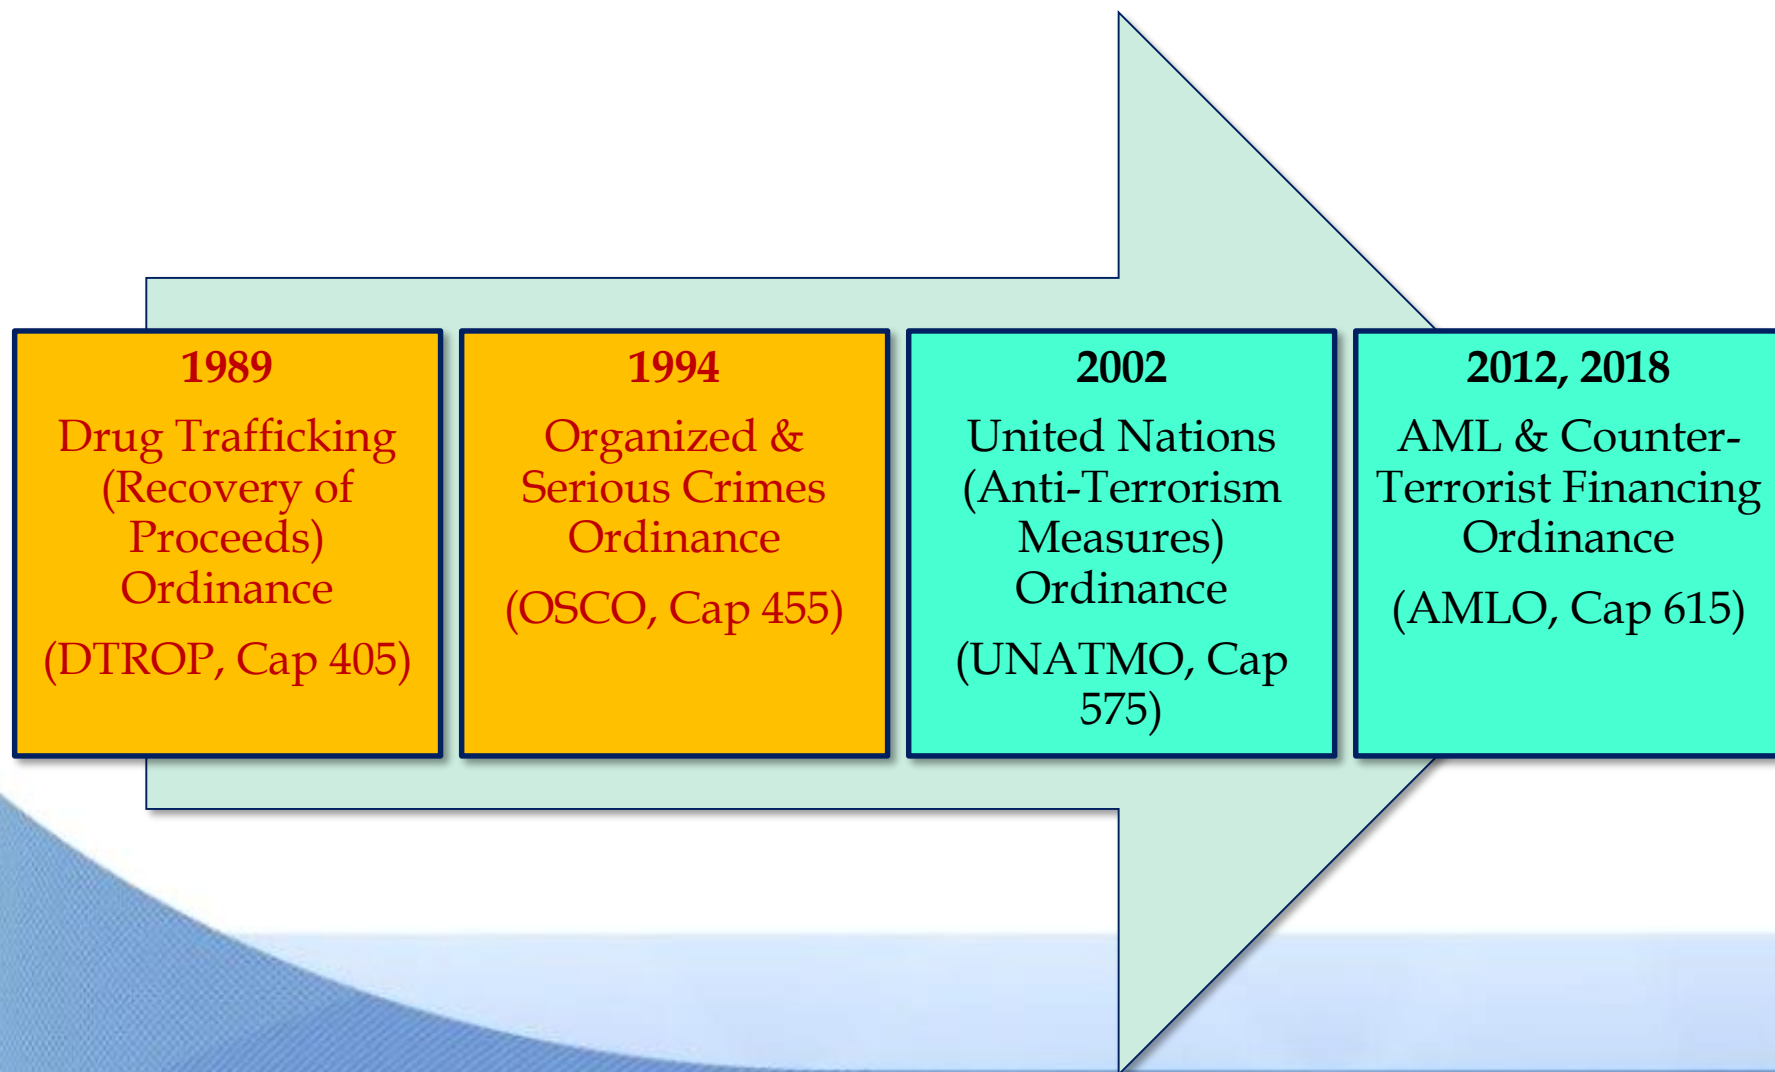 1989
Drug Trafficking
(Recovery of
Proceeds)
Ordinance
(DTROP, Cap 405)
1994
Organized &
Serious Crimes
Ordinance
(OSCO, Cap 455)
2002
United Nations
(Anti-Terrorism
Measures)
Ordinance
(UNATMO, Cap
575)
2012, 2018
AML & Counter-
Terrorist Financing
Ordinance
(AMLO, Cap 615)